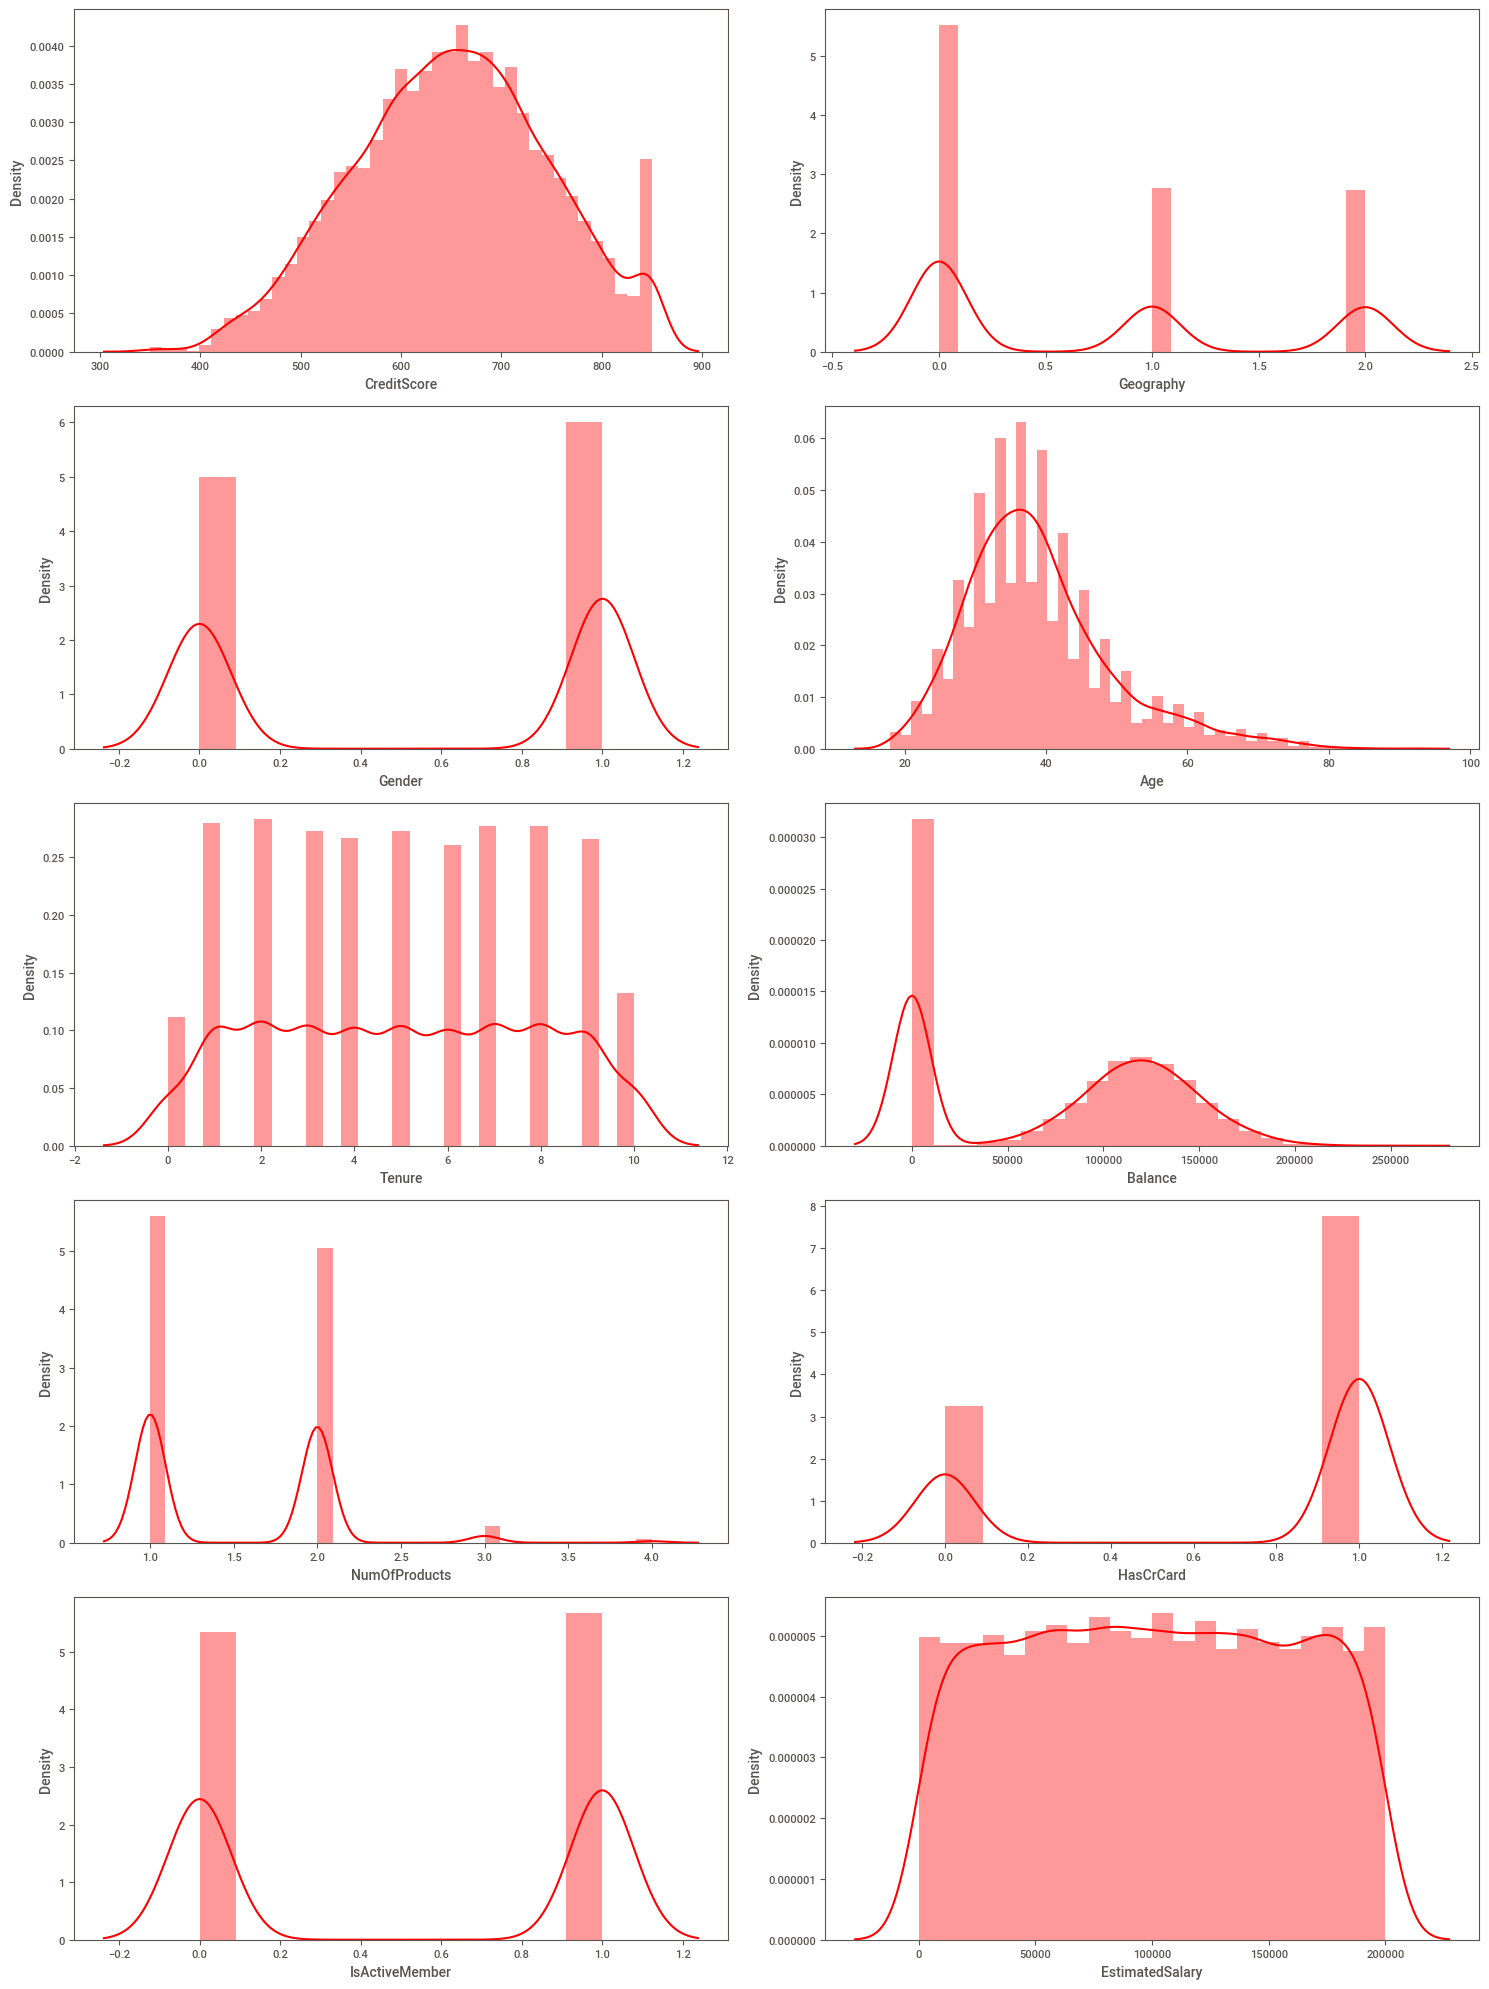 0.0040
0.0035
0.0030
0.0025
0.0020
0.0015
0.0010
0.0005
0.0000
Density
300 400 500 600 700 800 900
CreditScore
5
4
3
2
1
0
Density
−0.5 0.0 0.5 1.0 1.5 2.0 2.5
Geography
6
5
4
3
2
1
0
Density
−0.2 0.0 0.2 0.4 0.6 0.8 1.0 1.2
Gender
0.06
0.05
0.04
0.03
0.02
0.01
0.00
Density
20 40 60 80 100
Age
0.25
0.20
0.15
0.10
0.05
0.00
Density
−2 0 2 4 6 8 10 12
Tenure
0.000030
0.000025
0.000020
0.000015
0.000010
0.000005
0.000000
Density
0 50000 100000 150000 200000 250000
Balance
5
4
3
2
1
0
Density
1.0 1.5 2.0 2.5 3.0 3.5 4.0
NumOfProducts
8
7
6
5
4
3
2
1
0
Density
−0.2 0.0 0.2 0.4 0.6 0.8 1.0 1.2
HasCrCard
5
4
3
2
1
0
Density
−0.2 0.0 0.2 0.4 0.6 0.8 1.0 1.2
IsActiveMember
0.000005
0.000004
0.000003
0.000002
0.000001
0.000000
Density
0 50000 100000 150000 200000
EstimatedSalary